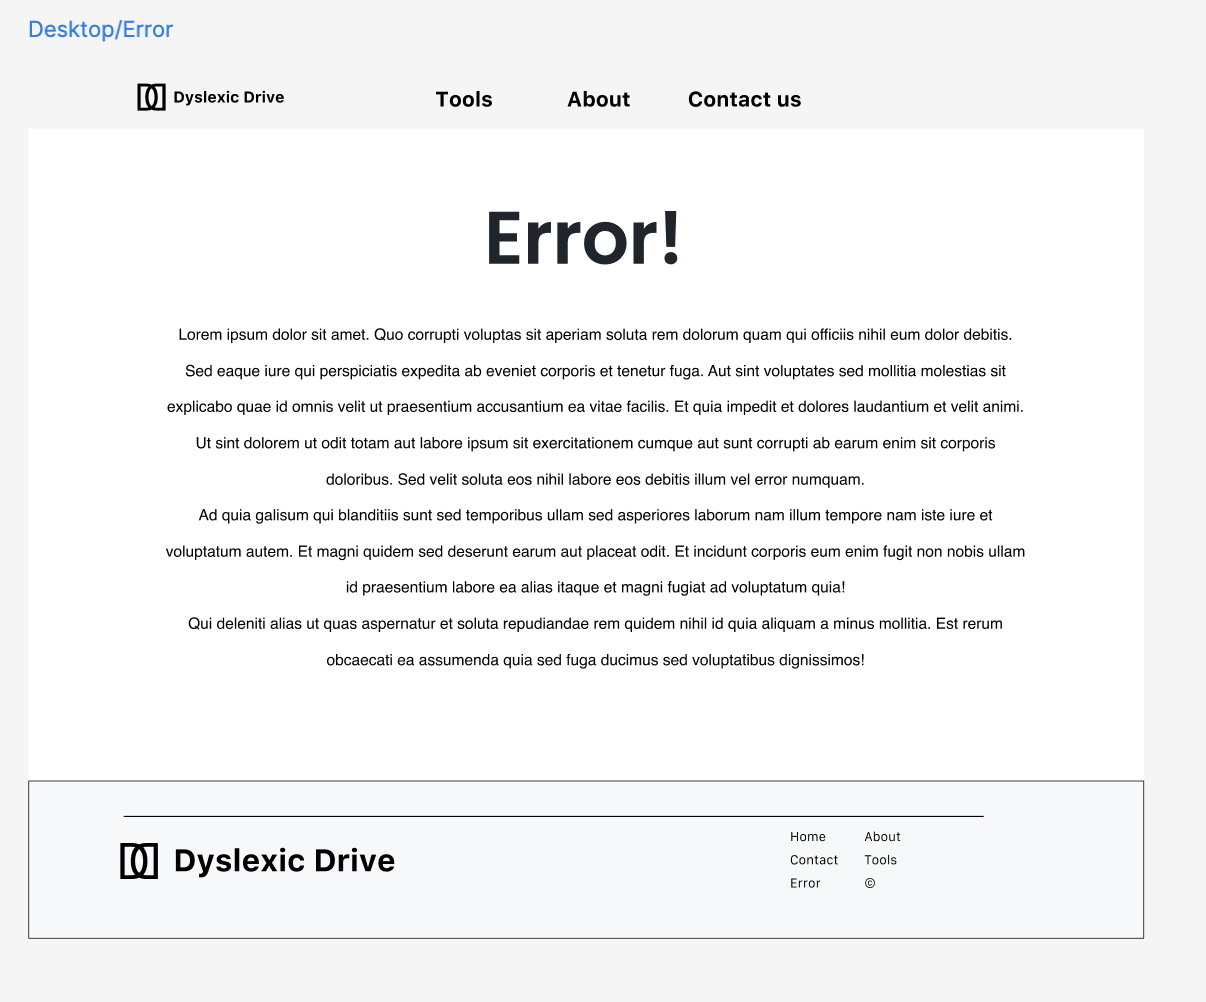 Desktop/Error
Dyslexic Drive
Tools
About
Contact us
Error!
Lorem ipsum dolor sit amet. Quo corrupti voluptas sit aperiam soluta rem dolorum quam qui officiis nihil eum dolor debitis.
Sed eaque iure qui perspiciatis expedita ab eveniet corporis et tenetur fuga. Aut sint voluptates sed mollitia molestias sit
explicabo quae id omnis velit ut praesentium accusantium ea vitae facilis. Et quia impedit et dolores laudantium et velit animi.
Ut sint dolorem ut odit totam aut labore ipsum sit exercitationem cumque aut sunt corrupti ab earum enim sit corporis
doloribus. Sed velit soluta eos nihil labore eos debitis illum vel error numquam.
Ad quia galisum qui blanditiis sunt sed temporibus ullam sed asperiores laborum nam illum tempore nam iste iure et
voluptatum autem. Et magni quidem sed deserunt earum aut placeat odit. Et incidunt corporis eum enim fugit non nobis ullam
id praesentium labore ea alias itaque et magni fugiat ad voluptatum quia!
Qui deleniti alias ut quas aspernatur et soluta repudiandae rem quidem nihil id quia aliquam a minus mollitia. Est rerum
obcaecati ea assumenda quia sed fuga ducimus sed voluptatibus dignissimos!
Dyslexic Drive
Home
Contact
Error
About
Tools
©